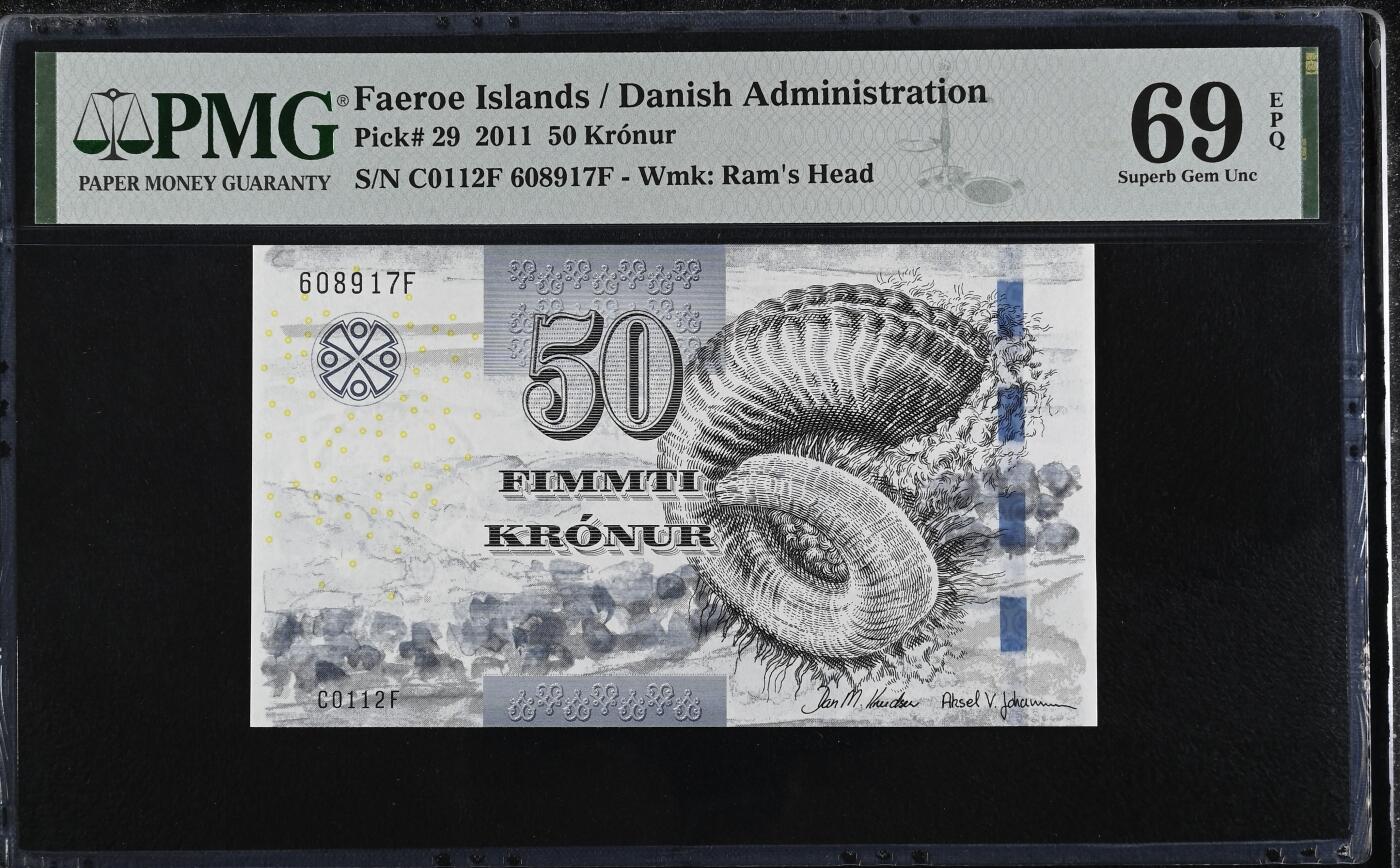 PMG®
PAPER MONEY GUARANTY
Faeroe Islands / Danish Administration
Pick# 29 2011 50 Krónur
S/N C0112F 608917F - Wmk: Ram's Head
69
EPQ
Superb Gem Unc
608917F
50
FIMMTI
KRÓNUR
C0112F
Aksel V.